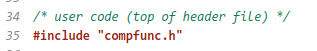 34 /* user code (top of header file) */
35 #include "compfunc.h"